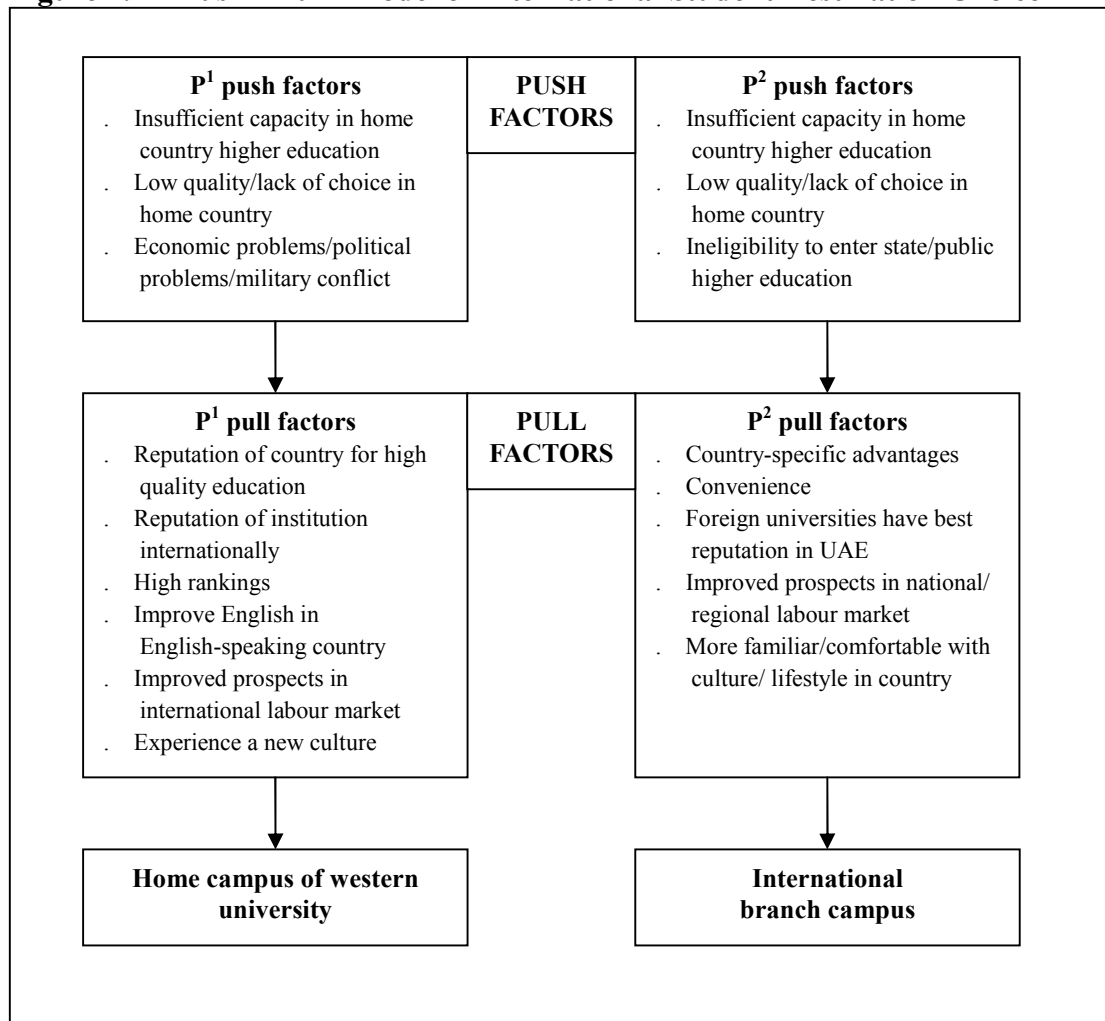 P¹ push factors
. Insufficient capacity in home
country higher education
. Low quality/lack of choice in
home country
. Economic problems/political
problems/military conflict
PUSH
FACTORS
P² push factors
. Insufficient capacity in home
country higher education
. Low quality/lack of choice in
home country
. Ineligibility to enter state/public
higher education
P¹ pull factors
. Reputation of country for high
quality education
. Reputation of institution
internationally
. High rankings
. Improve English in
English-speaking country
. Improved prospects in
international labour market
. Experience a new culture
PULL
FACTORS
P² pull factors
. Country-specific advantages
. Convenience
. Foreign universities have best
reputation in UAE
. Improved prospects in national/
regional labour market
. More familiar/comfortable with
culture/ lifestyle in country
Home campus of western
university
International
branch campus